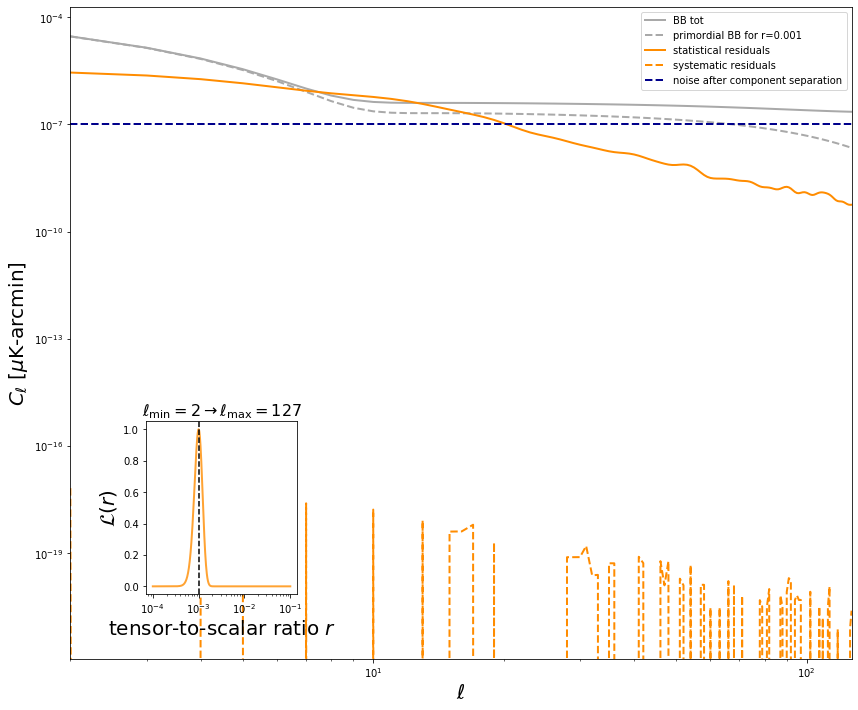 BB tot
primordial BB for r=0.001
statistical residuals
systematic residuals
noise after component separation
10⁻⁴
10⁻⁷
10⁻¹⁰
10⁻¹³
10⁻¹⁶
10⁻¹⁹
C_ℓ [μK-arcmin]
ℓ_min = 2 → ℓ_max = 127
1.0
0.8
0.6
0.4
0.2
0.0
ℒ(r)
10⁻⁴ 10⁻³ 10⁻² 10⁻¹
tensor-to-scalar ratio r
10¹ 10²
ℓ